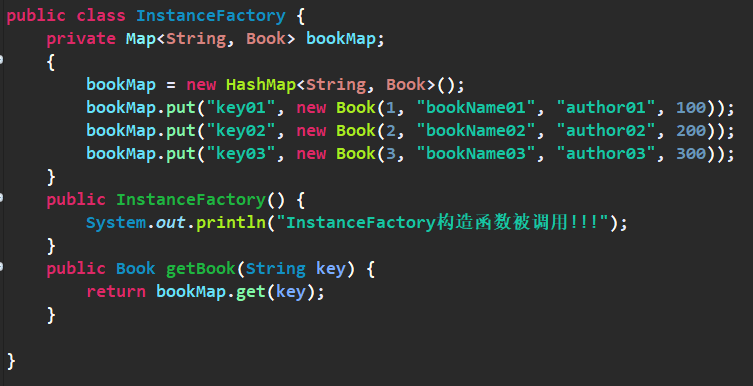 public class InstanceFactory {
    private Map<String, Book> bookMap;
    {
        bookMap = new HashMap<String, Book>();
        bookMap.put("key01", new Book(1, "bookName01", "author01", 100));
        bookMap.put("key02", new Book(2, "bookName02", "author02", 200));
        bookMap.put("key03", new Book(3, "bookName03", "author03", 300));
    }
    public InstanceFactory() {
        System.out.println("InstanceFactory构造函数被调用!!!");
    }
    public Book getBook(String key) {
        return bookMap.get(key);
    }
}